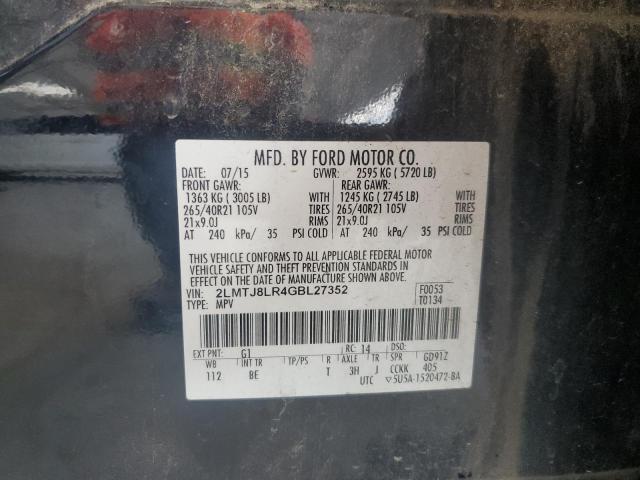 MFD. BY FORD MOTOR CO.
DATE: 07/15 GVWR: 2595 KG ( 5720 LB)
FRONT GAWR: REAR GAWR:
1363 KG ( 3005 LB) WITH 1245 KG ( 2745 LB) WITH
265/40R21 105V TIRES 265/40R21 105V TIRES
21x9.0J RIMS 21x9.0J RIMS
AT 240 kPa/ 35 PSI COLD AT 240 kPa/ 35 PSI COLD
THIS VEHICLE CONFORMS TO ALL APPLICABLE FEDERAL MOTOR
VEHICLE SAFETY AND THEFT PREVENTION STANDARDS IN
EFFECT ON THE DATE OF MANUFACTURE SHOWN ABOVE.
VIN: 2LMTJ8LR4GBL27352 F0053
TYPE: MPV T0134
EXT PNT: G1 RC: 14 DSO:
WB INT TR TP/PS R AXLE TR SPR GD91Z
112 BE T 3H J CCKK 405
UTC ▽5U5A-1520472-BA